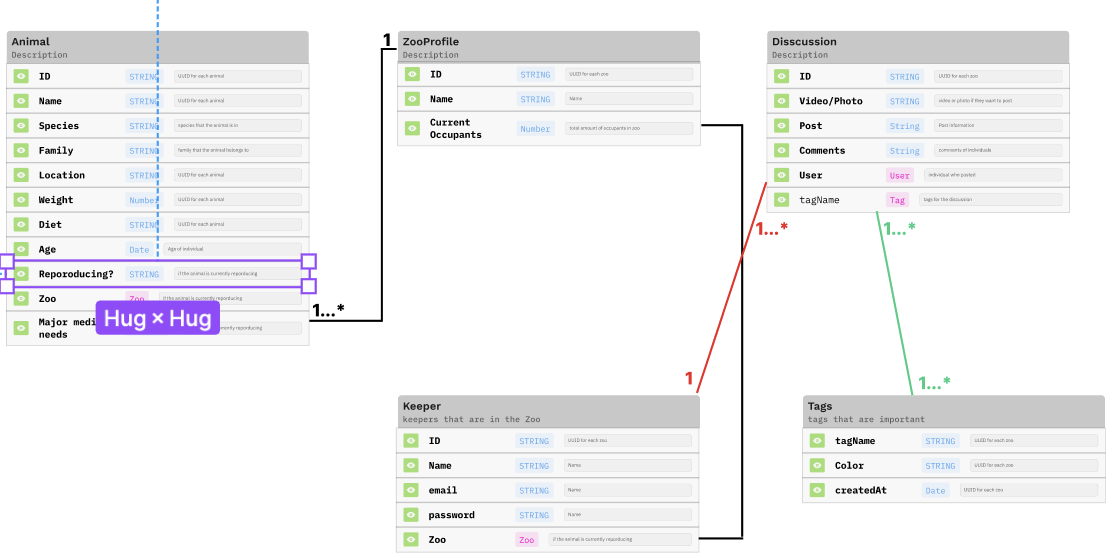 Animal
Description
ID STRING UUID for each animal
Name STRING UUID for each animal
Species STRING species that the animal is in
Family STRING family that the animal belongs to
Location STRING UUID for each animal
Weight Number UUID for each animal
Diet STRING UUID for each animal
Age Date Age of individual
Reporoducing? STRING if the animal is currently reporoducing
Zoo Zoo if the animal is currently reporoducing
Major medi
needs
Hug × Hug
1...*
1
ZooProfile
Description
ID STRING UUID for each zoo
Name STRING Name
Current
Occupants Number total amount of occupants in zoo
Disscussion
Description
ID STRING UUID for each zoo
Video/Photo STRING video or photo if they want to post
Post String Post information
Comments String comments of individuals
User User individual who posted
tagName Tag tags for the discussion
1...*
1...*
1
1...*
Keeper
keepers that are in the Zoo
ID STRING UUID for each zoo
Name STRING Name
email STRING Name
password STRING Name
Zoo Zoo if the animal is currently reporoducing
Tags
tags that are important
tagName STRING UUID for each zoo
Color STRING UUID for each zoo
createdAt Date UUID for each zoo